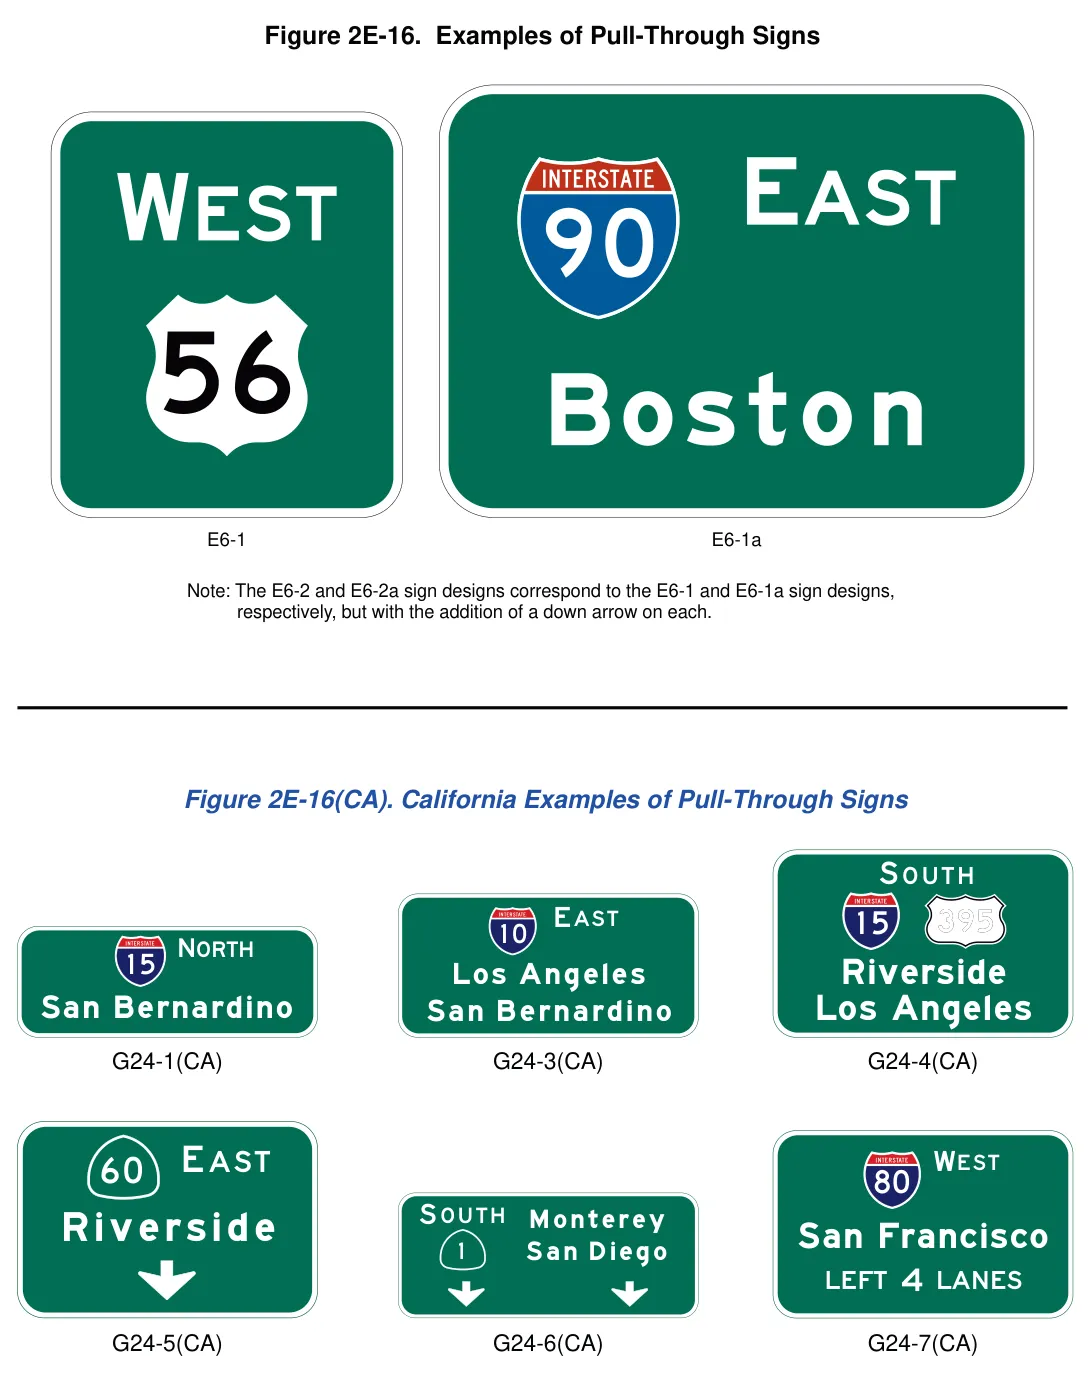 Figure 2E-16. Examples of Pull-Through Signs
WEST
56
E6-1
INTERSTATE
90
EAST
Boston
E6-1a
Note: The E6-2 and E6-2a sign designs correspond to the E6-1 and E6-1a sign designs,
respectively, but with the addition of a down arrow on each.
Figure 2E-16(CA). California Examples of Pull-Through Signs
INTERSTATE
15
NORTH
San Bernardino
G24-1(CA)
INTERSTATE
10
EAST
Los Angeles
San Bernardino
G24-3(CA)
SOUTH
INTERSTATE
15
395
Riverside
Los Angeles
G24-4(CA)
60
EAST
Riverside
G24-5(CA)
SOUTH
1
Monterey
San Diego
G24-6(CA)
INTERSTATE
80
WEST
San Francisco
LEFT 4 LANES
G24-7(CA)